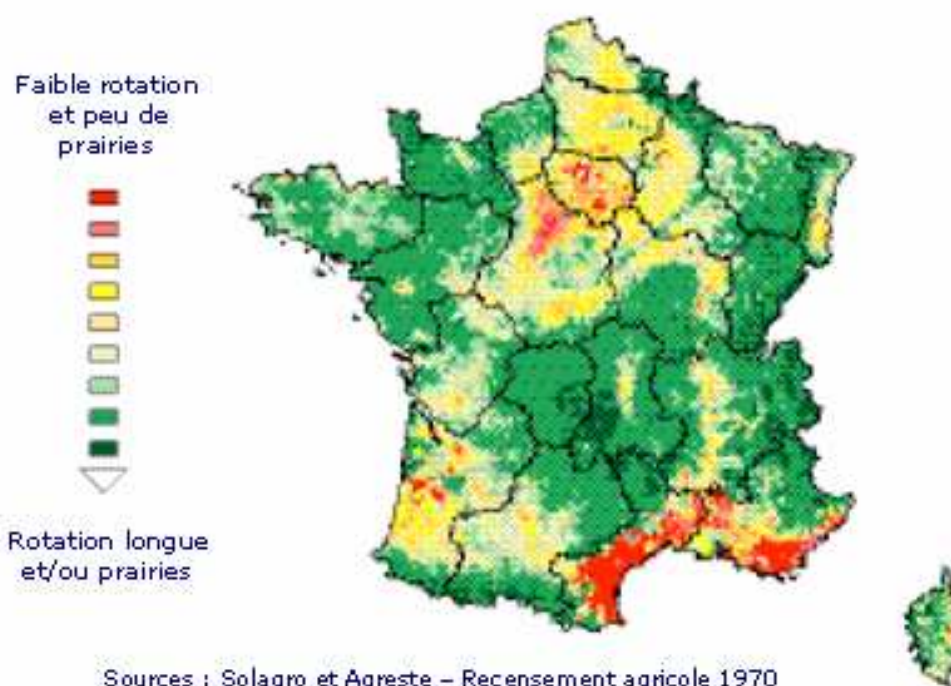 Faible rotation
et peu de
prairies
Rotation longue
et/ou prairies
Sources : Solagro et Agreste – Recensement agricole 1970